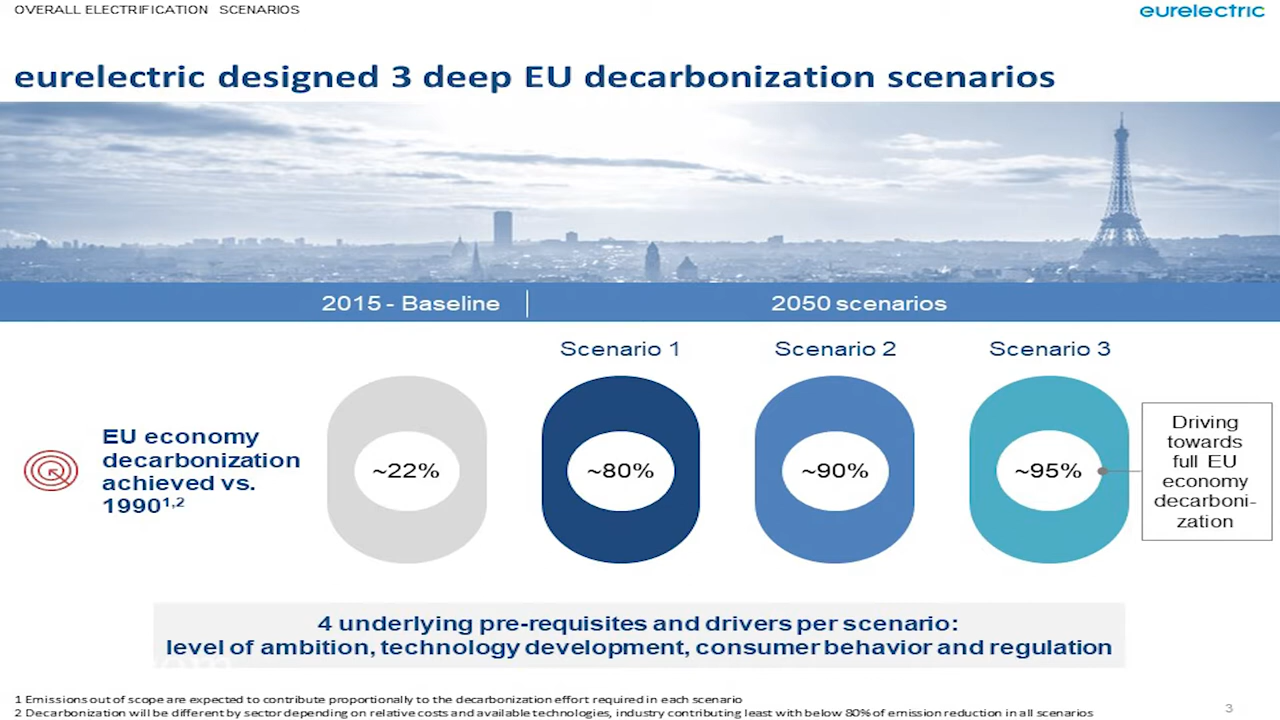 OVERALL ELECTRIFICATION SCENARIOS
eurelectric
eurelectric designed 3 deep EU decarbonization scenarios
2015 - Baseline
2050 scenarios
Scenario 1
Scenario 2
Scenario 3
EU economy
decarbonization
achieved vs.
1990¹,²
~22%
~80%
~90%
~95%
Driving
towards
full EU
economy
decarboni-
zation
4 underlying pre-requisites and drivers per scenario:
level of ambition, technology development, consumer behavior and regulation
1 Emissions out of scope are expected to contribute proportionally to the decarbonization effort required in each scenario
2 Decarbonization will be different by sector depending on relative costs and available technologies, industry contributing least with below 80% of emission reduction in all scenarios
3